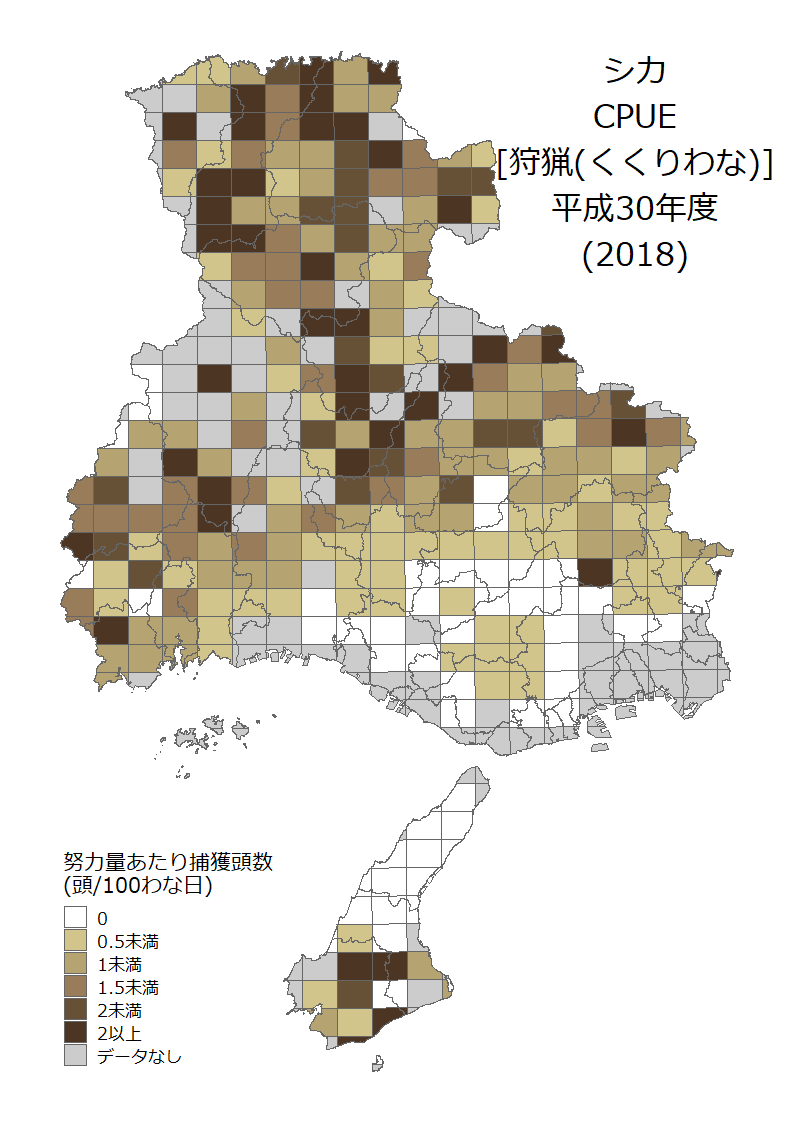 シカ
CPUE
[狩猟(くくりわな)]
平成30年度
(2018)
努力量あたり捕獲頭数
(頭/100わな日)
0
0.5未満
1未満
1.5未満
2未満
2以上
データなし